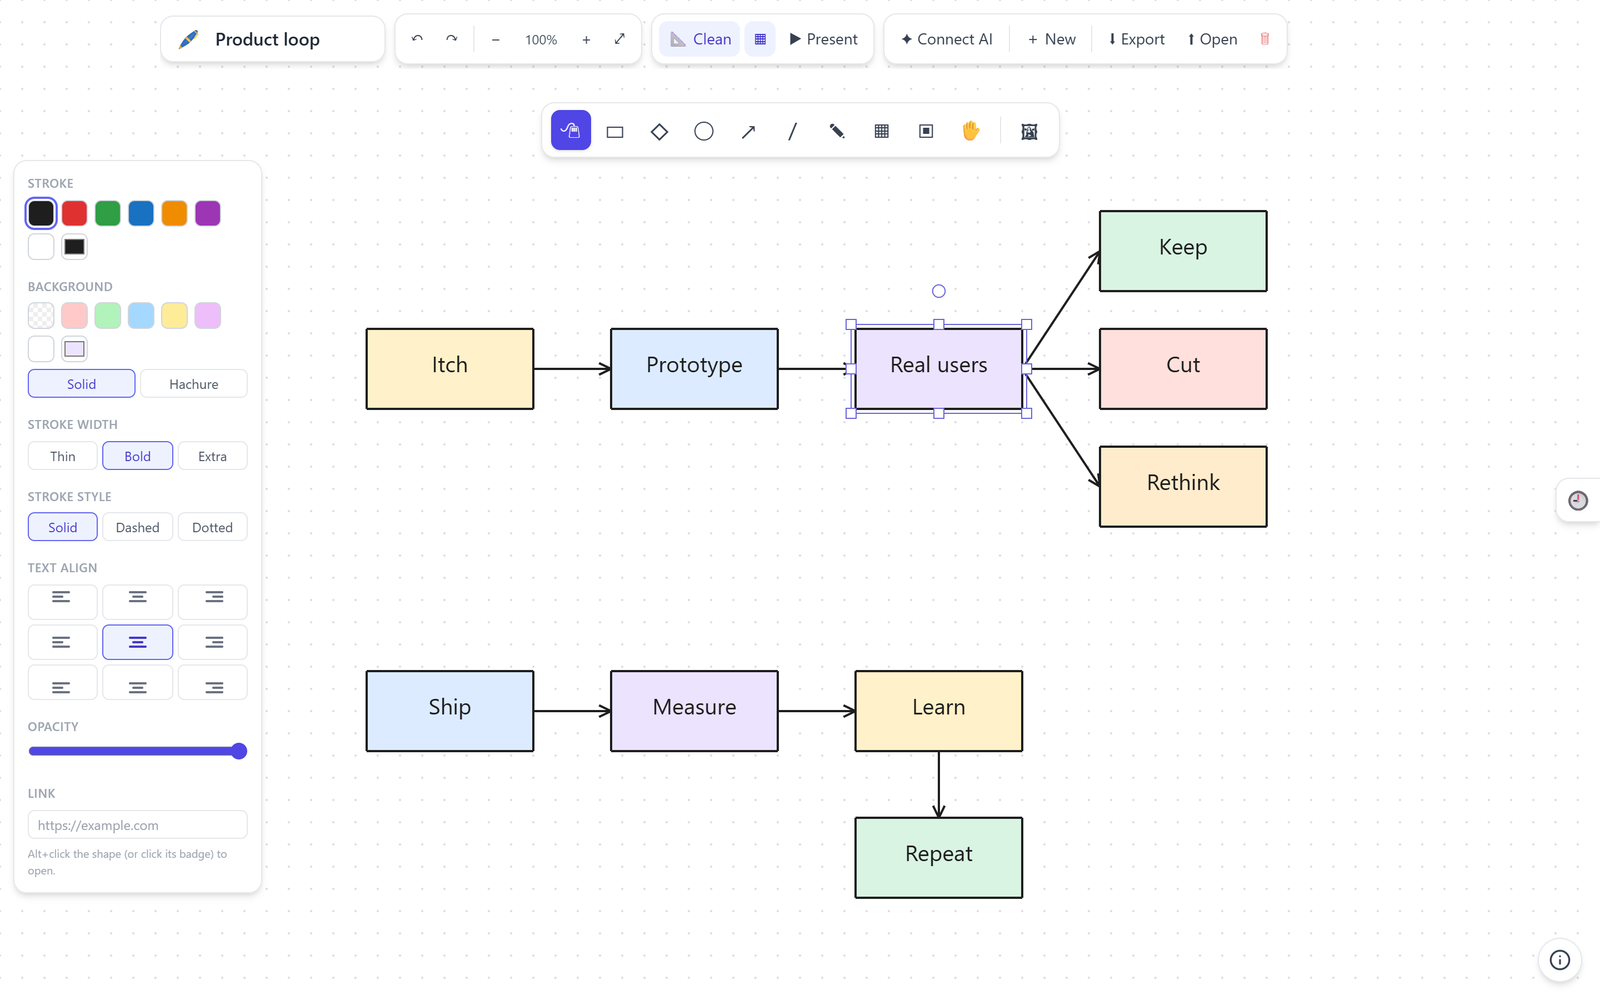 Product loop
100%
Clean
Present
Connect AI
New
Export
Open
STROKE
BACKGROUND
Solid
Hachure
STROKE WIDTH
Thin
Bold
Extra
STROKE STYLE
Solid
Dashed
Dotted
TEXT ALIGN
OPACITY
LINK
https://example.com
Alt+click the shape (or click its badge) to
open.
Keep
Itch
Prototype
Real users
Cut
Rethink
Ship
Measure
Learn
Repeat